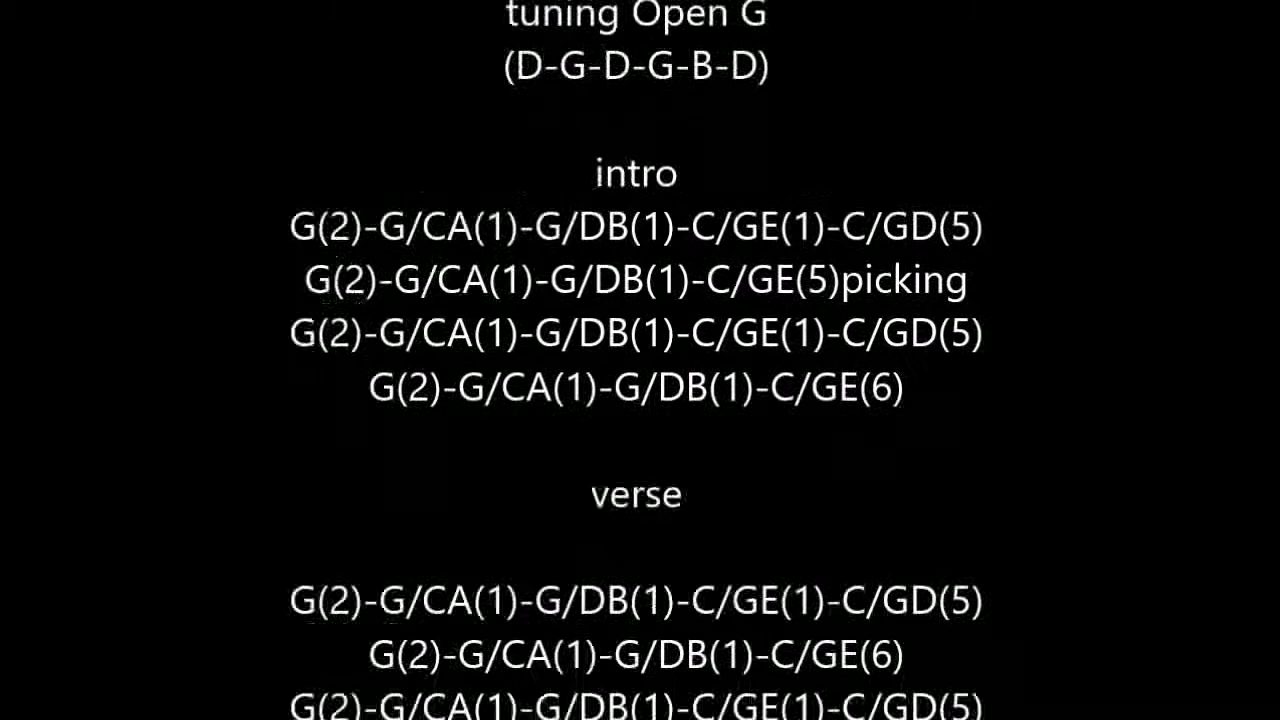 tuning Open G
(D-G-D-G-B-D)
intro
G(2)-G/CA(1)-G/DB(1)-C/GE(1)-C/GD(5)
G(2)-G/CA(1)-G/DB(1)-C/GE(5)picking
G(2)-G/CA(1)-G/DB(1)-C/GE(1)-C/GD(5)
G(2)-G/CA(1)-G/DB(1)-C/GE(6)
verse
G(2)-G/CA(1)-G/DB(1)-C/GE(1)-C/GD(5)
G(2)-G/CA(1)-G/DB(1)-C/GE(6)
G(2)-G/CA(1)-G/DB(1)-C/GE(1)-C/GD(5)